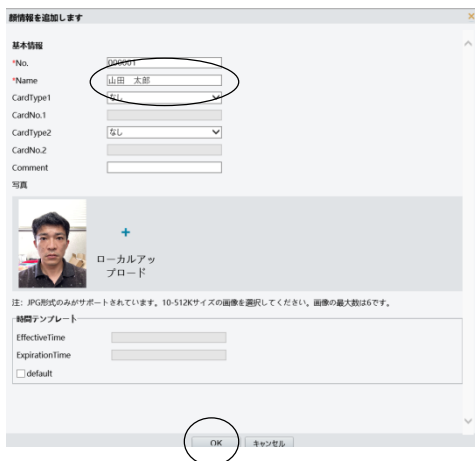 顔情報を追加します
基本情報
*No. 000001
*Name 山田 太郎
CardType1 なし
CardNo.1
CardType2 なし
CardNo.2
Comment
写真
+
ローカルアッ
プロード
注: JPG形式のみがサポートされています。10-512Kサイズの画像を選択してください。画像の最大数は6です。
時間テンプレート
EffectiveTime
ExpirationTime
default
OK キャンセル